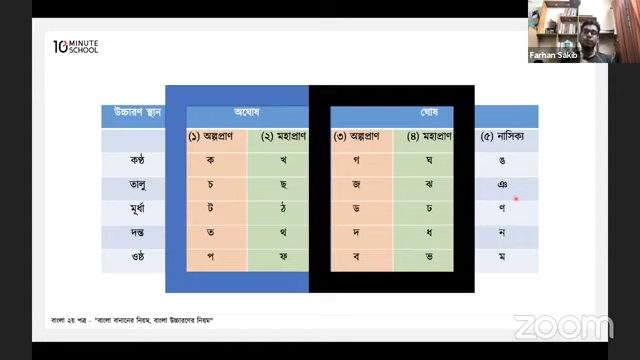 10 MINUTE SCHOOL
Farhan Sakib
উচ্চারণ স্থান অঘোষ ঘোষ
(১) অল্পপ্রাণ (২) মহাপ্রাণ (৩) অল্পপ্রাণ (৪) মহাপ্রাণ (৫) নাসিক্য
কণ্ঠ ক খ গ ঘ ঙ
তালু চ ছ জ ঝ ঞ
মূর্ধা ট ঠ ড ঢ ণ
দন্ত ত থ দ ধ ন
ওষ্ঠ প ফ ব ভ ম
বাংলা ২য় পত্র - "বাংলা বানানের নিয়ম, বাংলা উচ্চারণের নিয়ম"
zoom